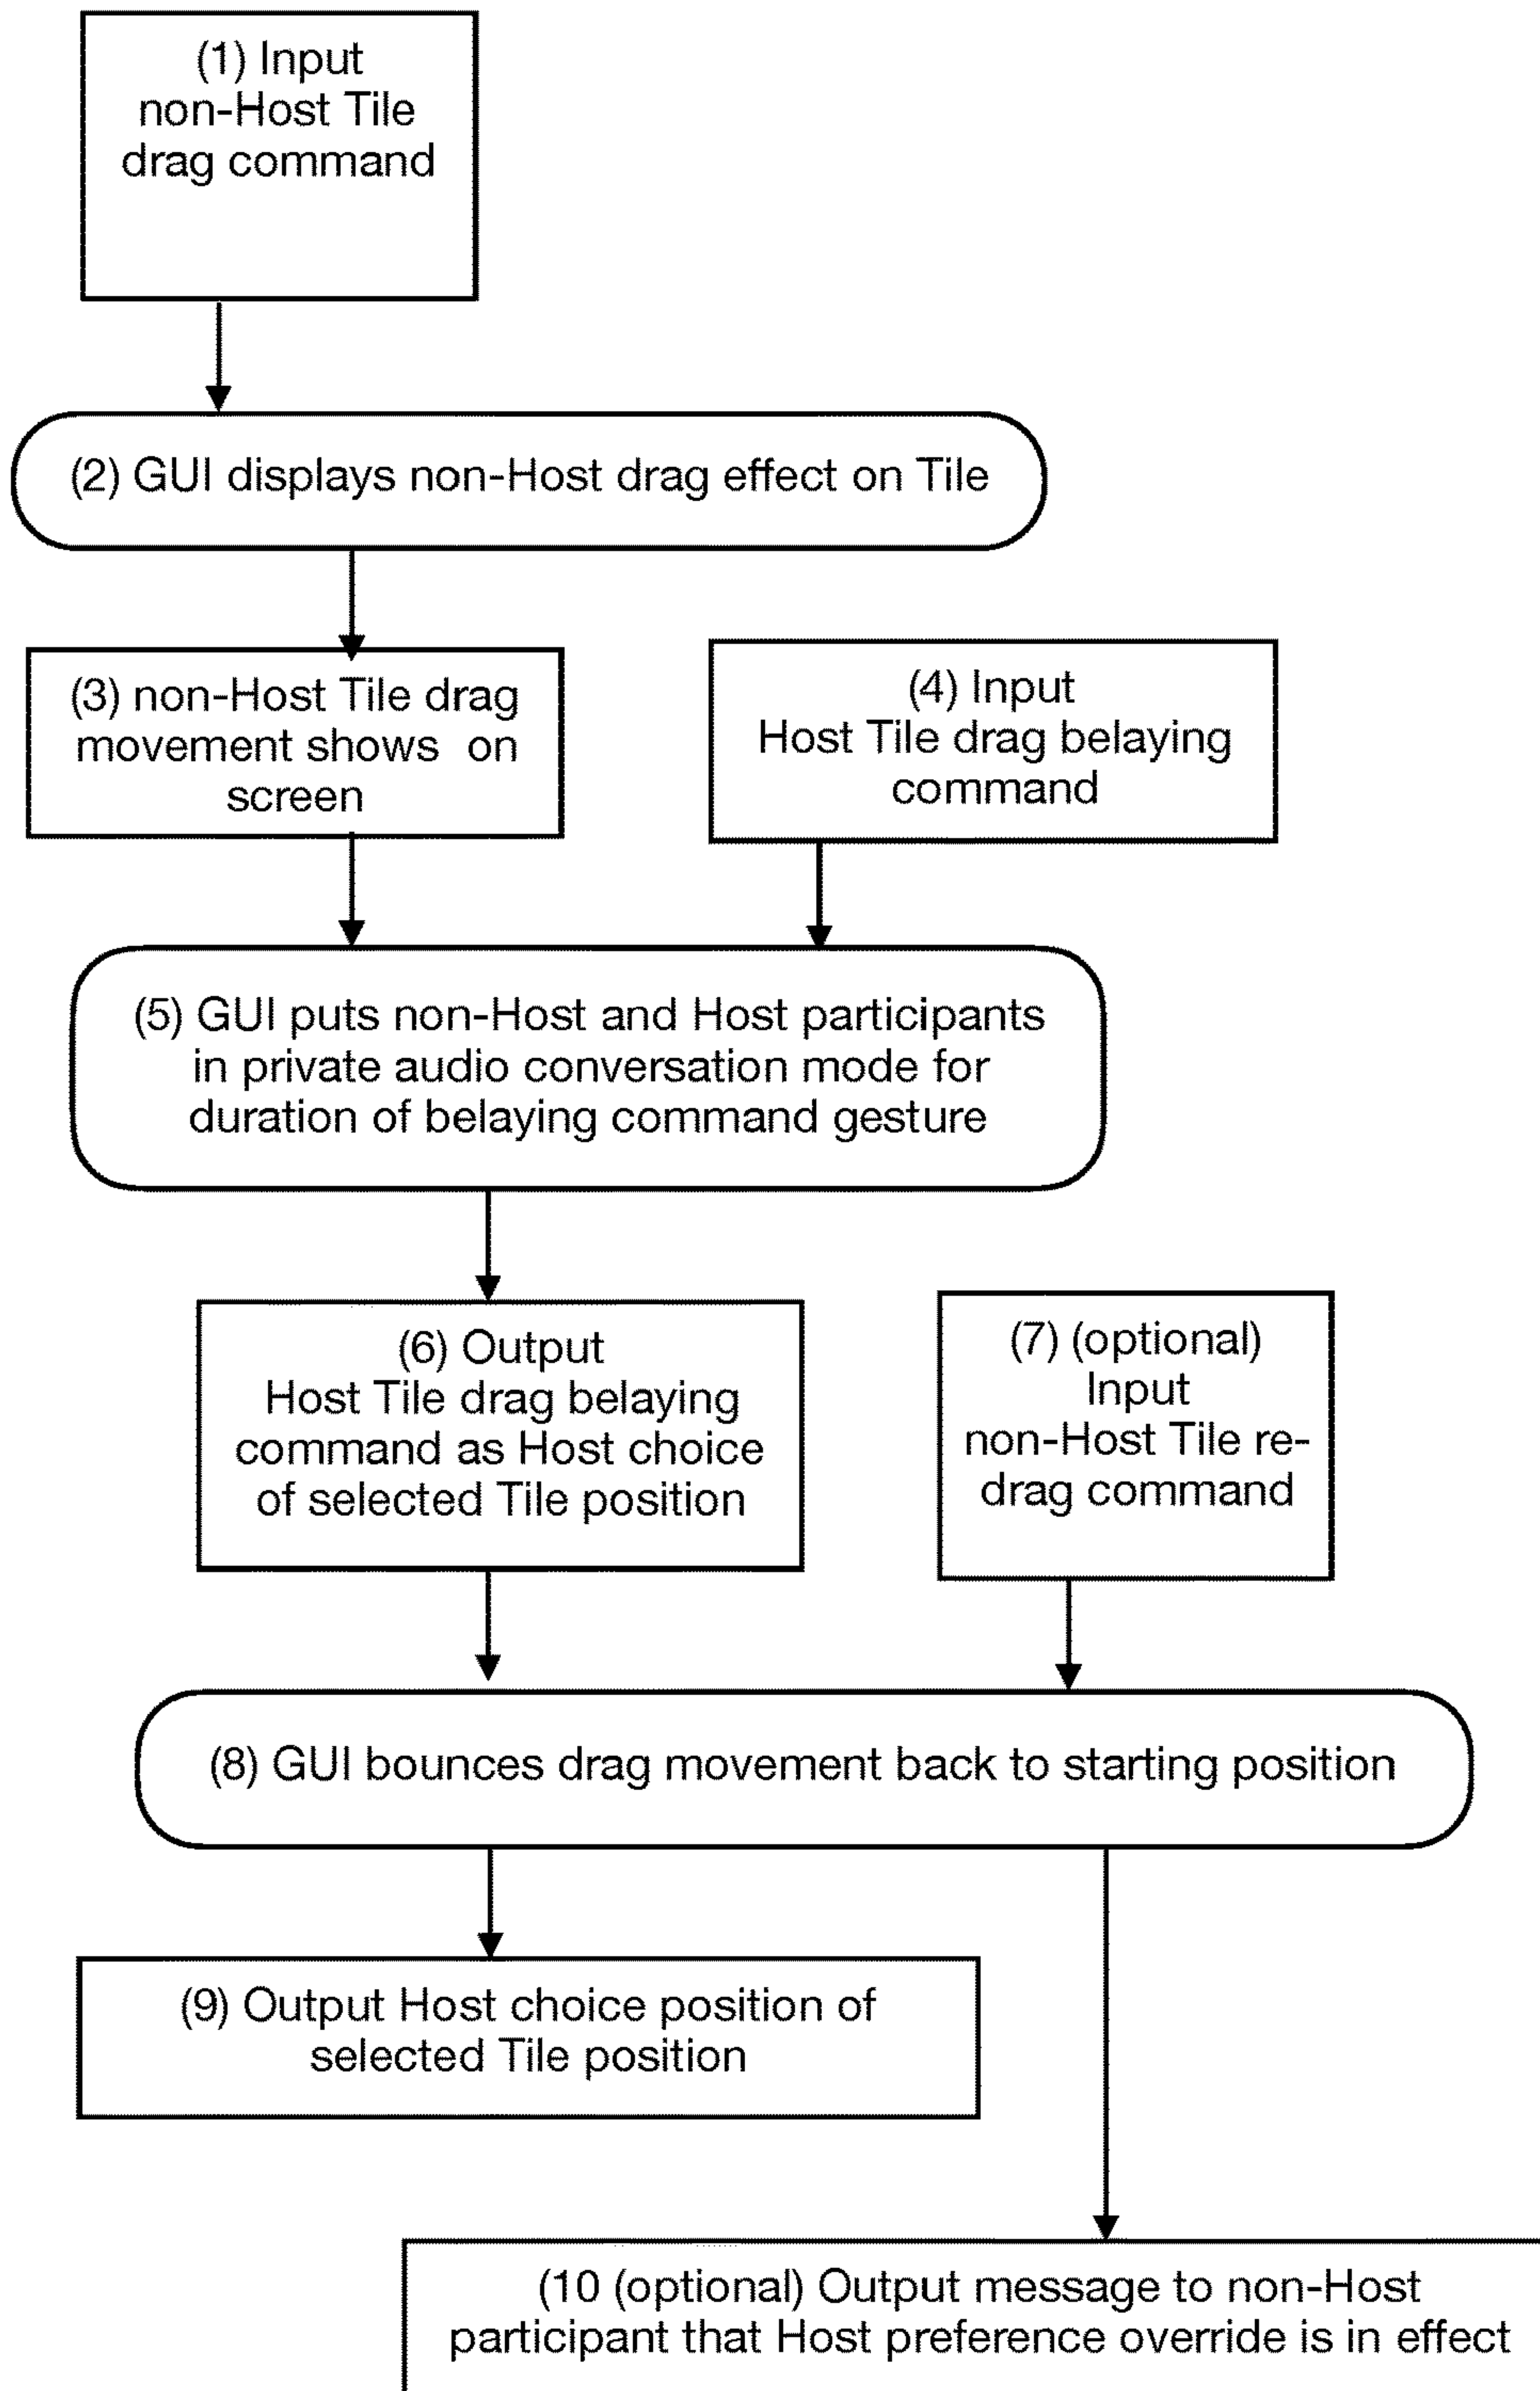 (1) Input
non-Host Tile
drag command
(2) GUI displays non-Host drag effect on Tile
(3) non-Host Tile drag
movement shows on
screen
(4) Input
Host Tile drag belaying
command
(5) GUI puts non-Host and Host participants
in private audio conversation mode for
duration of belaying command gesture
(6) Output
Host Tile drag belaying
command as Host choice
of selected Tile position
(7) (optional)
Input
non-Host Tile re-
drag command
(8) GUI bounces drag movement back to starting position
(9) Output Host choice position of
selected Tile position
(10 (optional) Output message to non-Host
participant that Host preference override is in effect